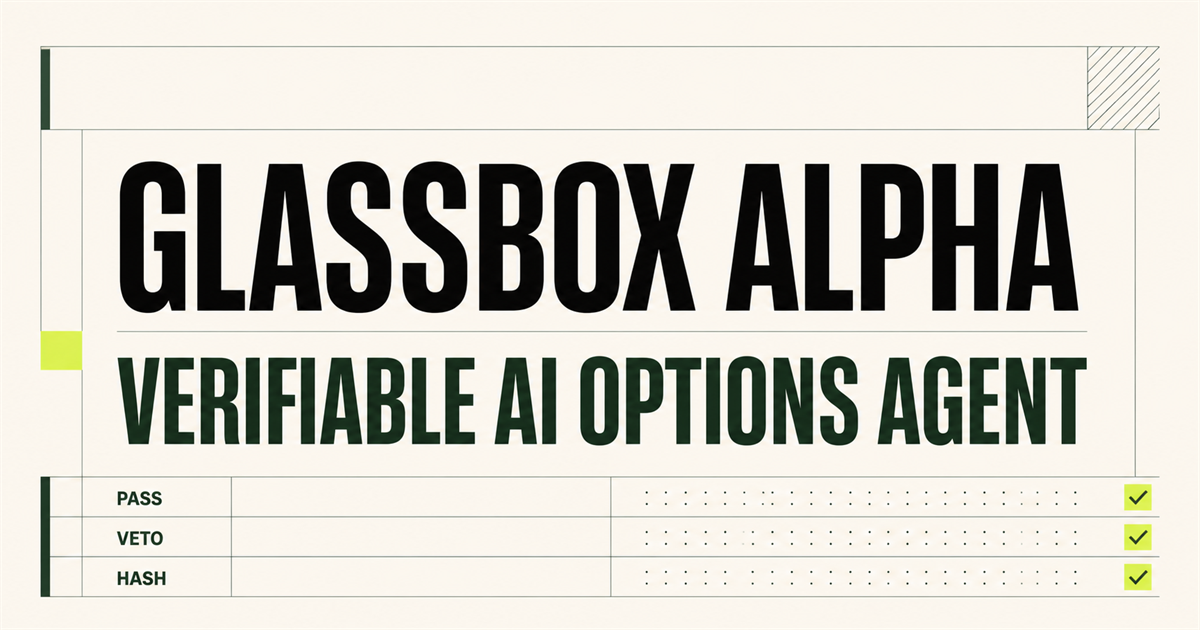 GLASSBOX ALPHA
VERIFIABLE AI OPTIONS AGENT
PASS
VETO
HASH